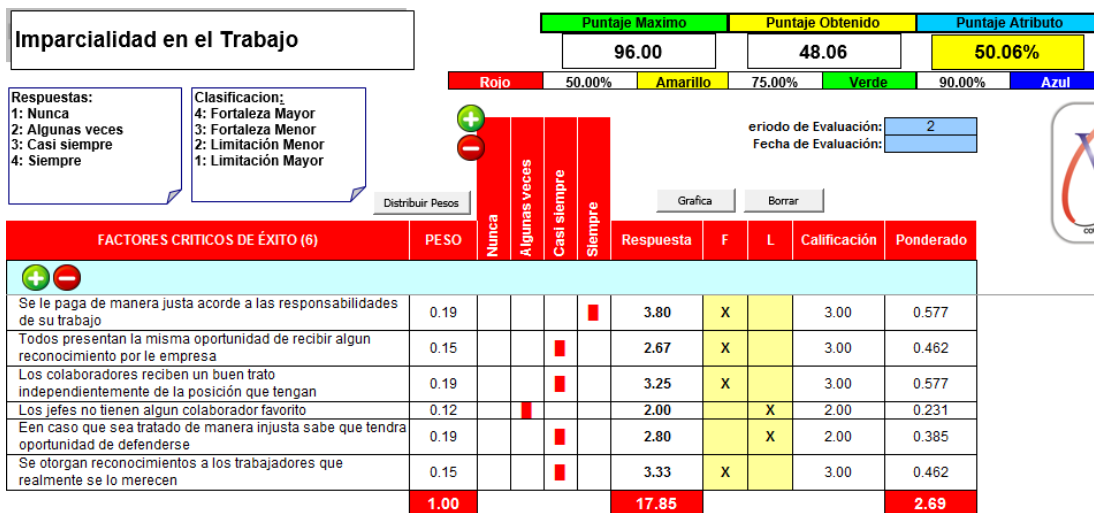 Imparcialidad en el Trabajo
Puntaje Maximo Puntaje Obtenido Puntaje Atributo
96.00 48.06 50.06%
Rojo 50.00% Amarillo 75.00% Verde 90.00% Azul
Respuestas:
1: Nunca
2: Algunas veces
3: Casi siempre
4: Siempre
Clasificacion:
4: Fortaleza Mayor
3: Fortaleza Menor
2: Limitación Menor
1: Limitación Mayor
eriodo de Evaluación: 2
Fecha de Evaluación:
Distribuir Pesos
Grafica
Borrar
FACTORES CRITICOS DE ÉXITO (6) PESO Nunca Algunas veces Casi siempre Siempre Respuesta F L Calificación Ponderado
Se le paga de manera justa acorde a las responsabilidades
de su trabajo 0.19 3.80 X 3.00 0.577
Todos presentan la misma oportunidad de recibir algun
reconocimiento por le empresa 0.15 2.67 X 3.00 0.462
Los colaboradores reciben un buen trato
independientemente de la posición que tengan 0.19 3.25 X 3.00 0.577
Los jefes no tienen algun colaborador favorito 0.12 2.00 X 2.00 0.231
Een caso que sea tratado de manera injusta sabe que tendra
oportunidad de defenderse 0.19 2.80 X 2.00 0.385
Se otorgan reconocimientos a los trabajadores que
realmente se lo merecen 0.15 3.33 X 3.00 0.462
1.00 17.85 2.69